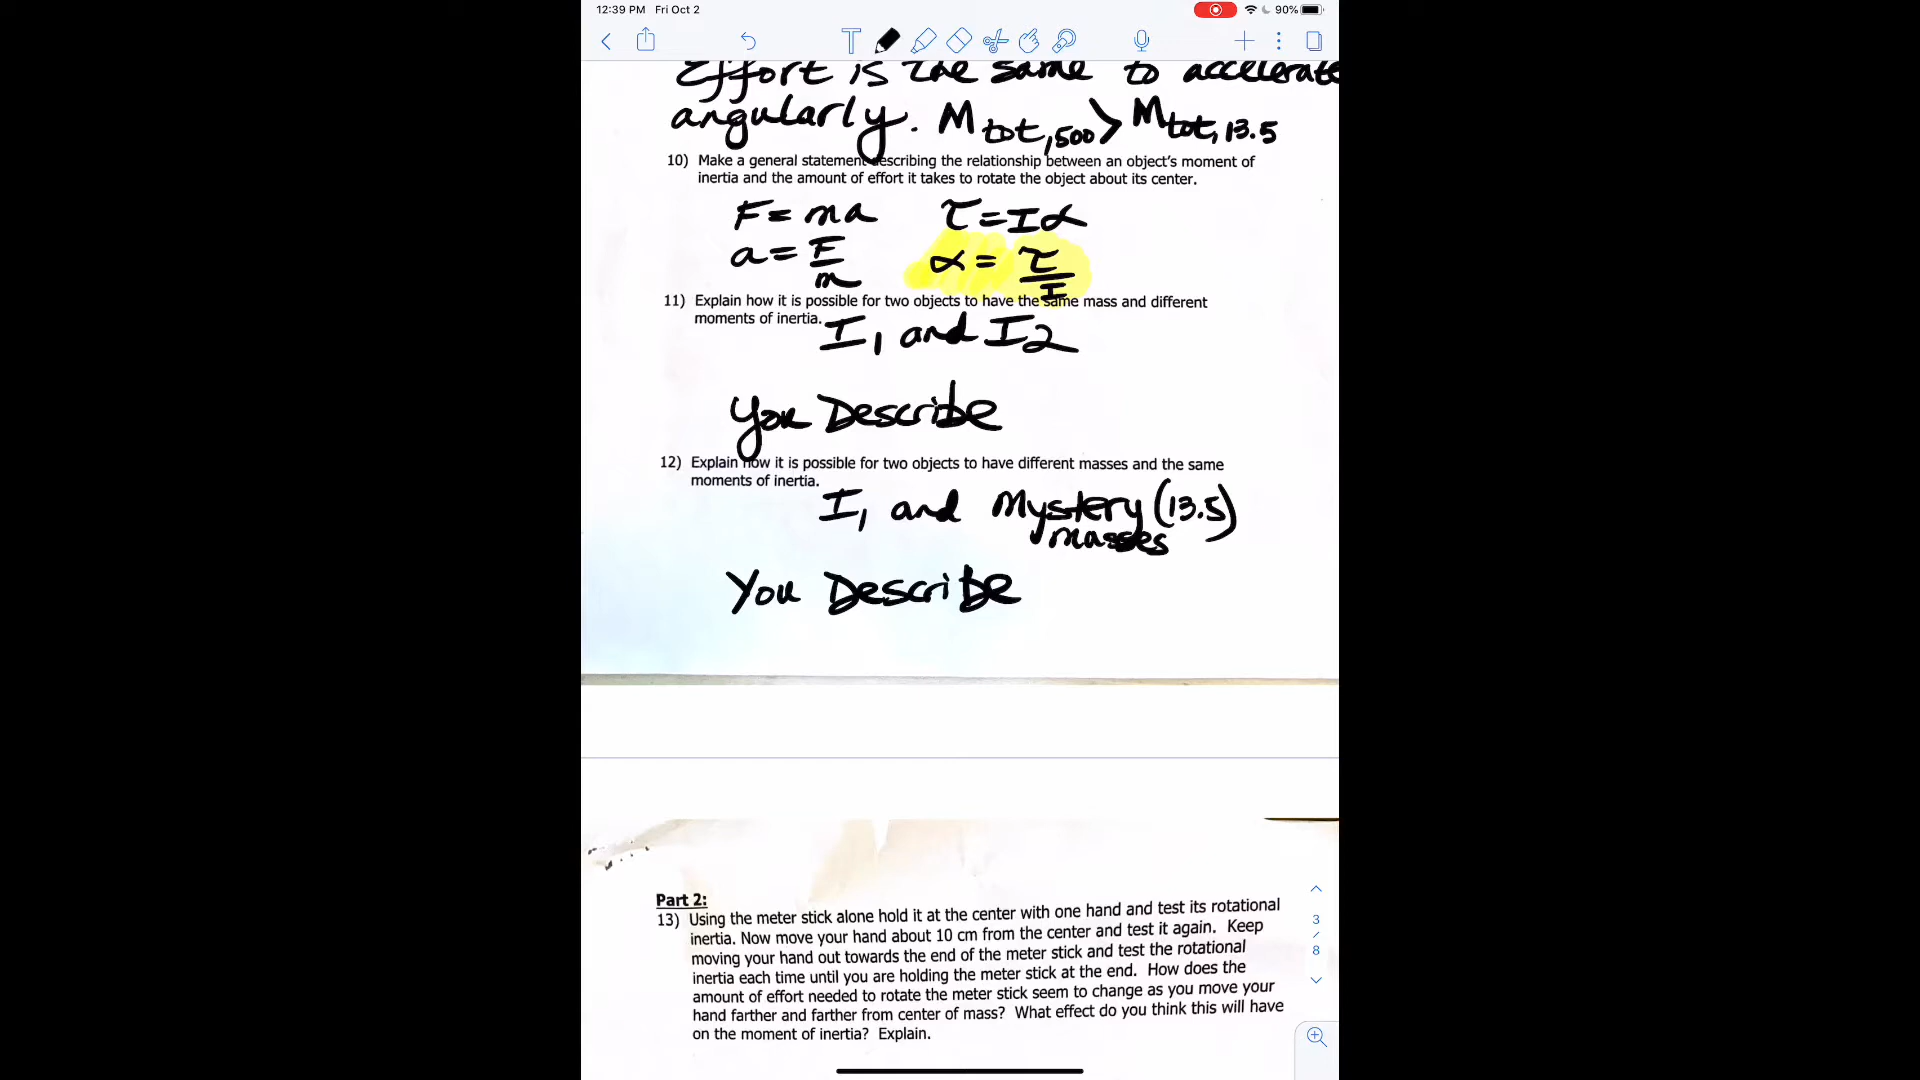 12:39 PM Fri Oct 2 90%
Effort is the same to accelerate
angularly. M tot,500 > M tot, 13.5
10) Make a general statement describing the relationship between an object's moment of
inertia and the amount of effort it takes to rotate the object about its center.
F = ma τ = Iα
a = F/m α = τ/I
11) Explain how it is possible for two objects to have the same mass and different
moments of inertia.
I1 and I2
You Describe
12) Explain how it is possible for two objects to have different masses and the same
moments of inertia.
I1 and Mystery (13.5)
masses
You Describe
Part 2:
13) Using the meter stick alone hold it at the center with one hand and test its rotational
inertia. Now move your hand about 10 cm from the center and test it again. Keep
moving your hand out towards the end of the meter stick and test the rotational
inertia each time until you are holding the meter stick at the end. How does the
amount of effort needed to rotate the meter stick seem to change as you move your
hand farther and farther from center of mass? What effect do you think this will have
on the moment of inertia? Explain.
3
/
8